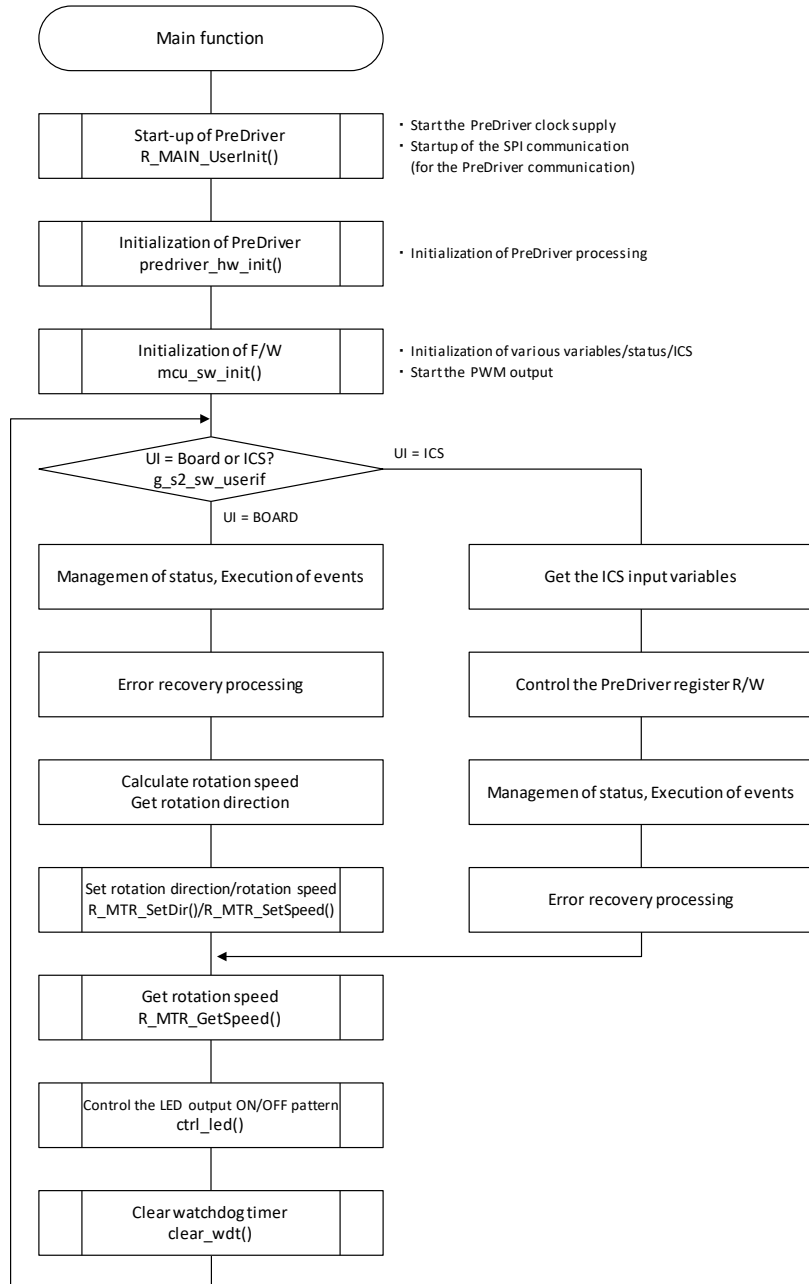 Main function
Start-up of PreDriver
R_MAIN_UserInit()
・ Start the PreDriver clock supply
・ Startup of the SPI communication
(for the PreDriver communication)
Initialization of PreDriver
predriver_hw_init()
・ Initialization of PreDriver processing
Initialization of F/W
mcu_sw_init()
・ Initialization of various variables/status/ICS
・ Start the PWM output
UI = Board or ICS?
g_s2_sw_userif
UI = ICS
UI = BOARD
Managemen of status, Execution of events
Error recovery processing
Calculate rotation speed
Get rotation direction
Set rotation direction/rotation speed
R_MTR_SetDir()/R_MTR_SetSpeed()
Get the ICS input variables
Control the PreDriver register R/W
Managemen of status, Execution of events
Error recovery processing
Get rotation speed
R_MTR_GetSpeed()
Control the LED output ON/OFF pattern
ctrl_led()
Clear watchdog timer
clear_wdt()